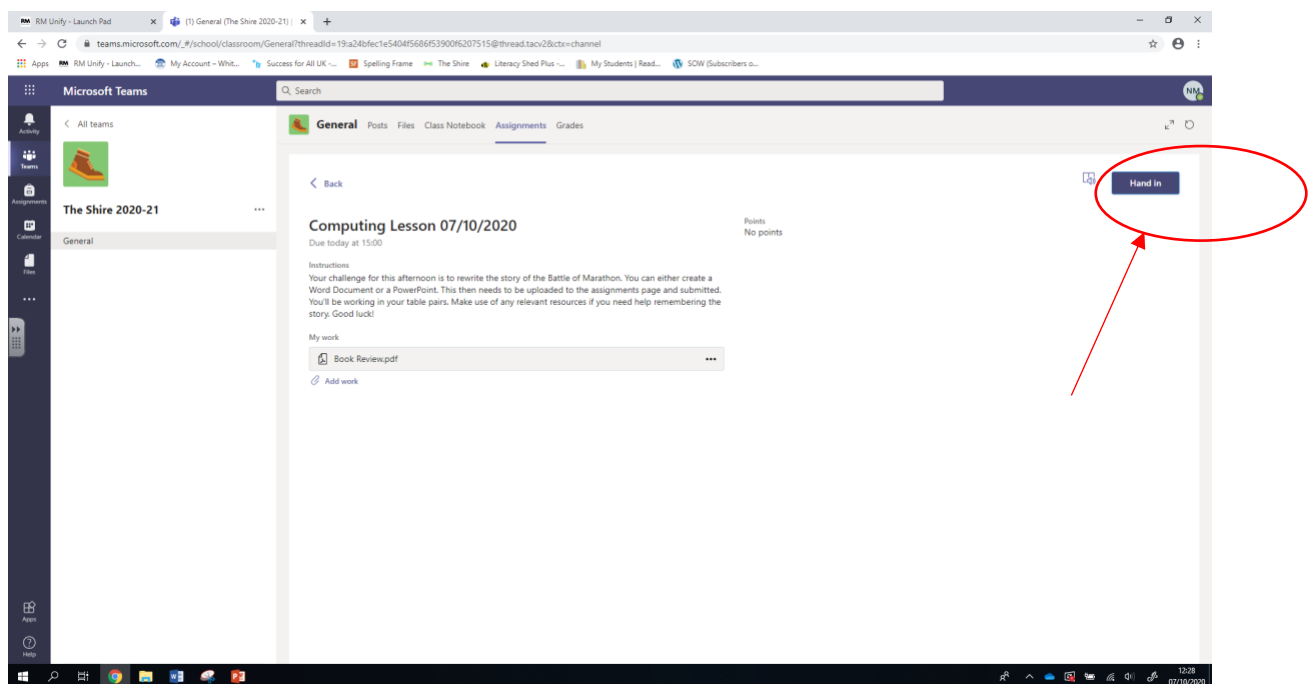 RM RM Unify - Launch Pad
(1) General (The Shire 2020-21) |
teams.microsoft.com/_#/school/classroom/General?threadId=19:a24bfec1e5404f5686f53900f6207515@thread.tacv2&ctx=channel
Apps RM RM Unify - Launch... My Account – Whit... Success for All UK -... SF Spelling Frame The Shire Literacy Shed Plus -... My Students | Read... SOW (Subscribers o...
Microsoft Teams
Search
NM
Activity
Teams
Assignments
Calendar
Files
Apps
Help
All teams
The Shire 2020-21
General
General Posts Files Class Notebook Assignments Grades
Back
Hand in
Computing Lesson 07/10/2020
Due today at 15:00
Points
No points
Instructions
Your challenge for this afternoon is to rewrite the story of the Battle of Marathon. You can either create a
Word Document or a PowerPoint. This then needs to be uploaded to the assignments page and submitted.
You'll be working in your table pairs. Make use of any relevant resources if you need help remembering the
story. Good luck!
My work
Book Review.pdf
Add work
12:28
07/10/2020